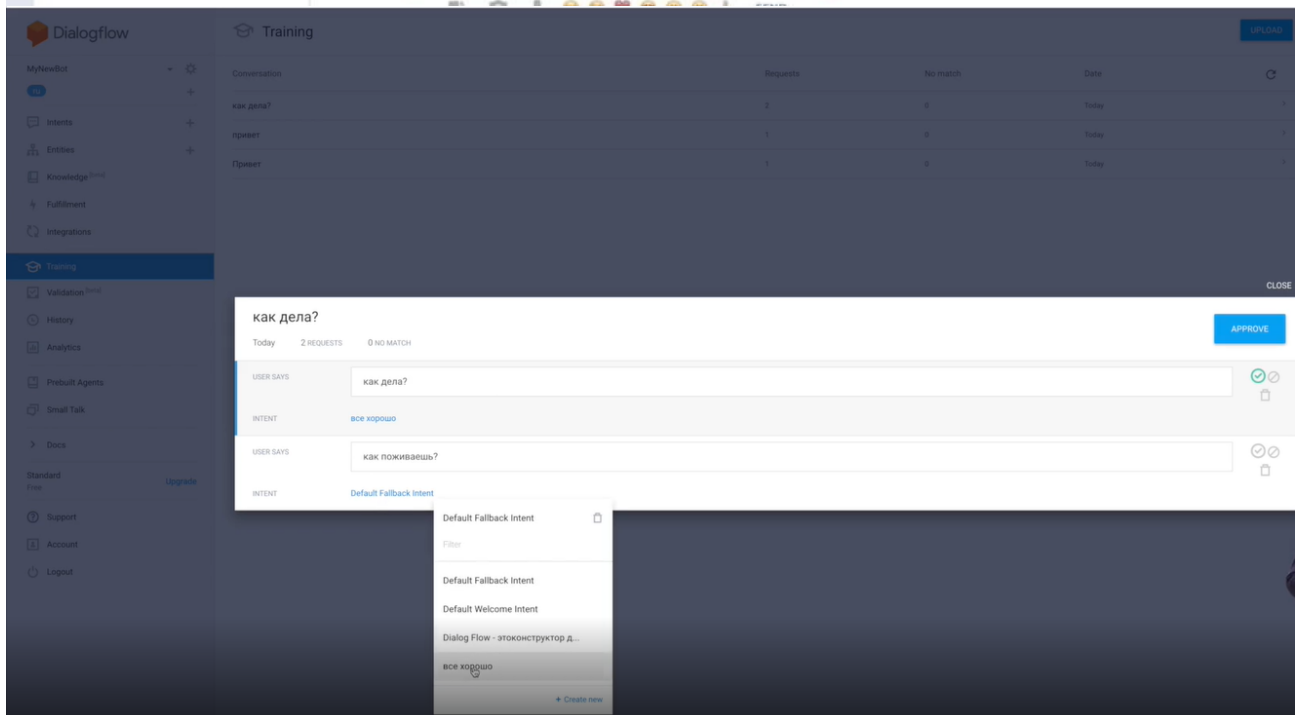 Dialogflow
Training
UPLOAD
MyNewBot
ru
Conversation Requests No match Date
как дела? 2 0 Today
привет 1 0 Today
Привет 1 0 Today
Intents
Entities
Knowledge [beta]
Fulfillment
Integrations
Training
Validation [beta]
History
Analytics
Prebuilt Agents
Small Talk
Docs
Standard
Free
Upgrade
Support
Account
Logout
CLOSE
как дела?
APPROVE
Today 2 REQUESTS 0 NO MATCH
USER SAYS как дела?
INTENT все хорошо
USER SAYS как поживаешь?
INTENT Default Fallback Intent
Default Fallback Intent
Filter
Default Fallback Intent
Default Welcome Intent
Dialog Flow - этоконструктор д...
все хорошо
+ Create new